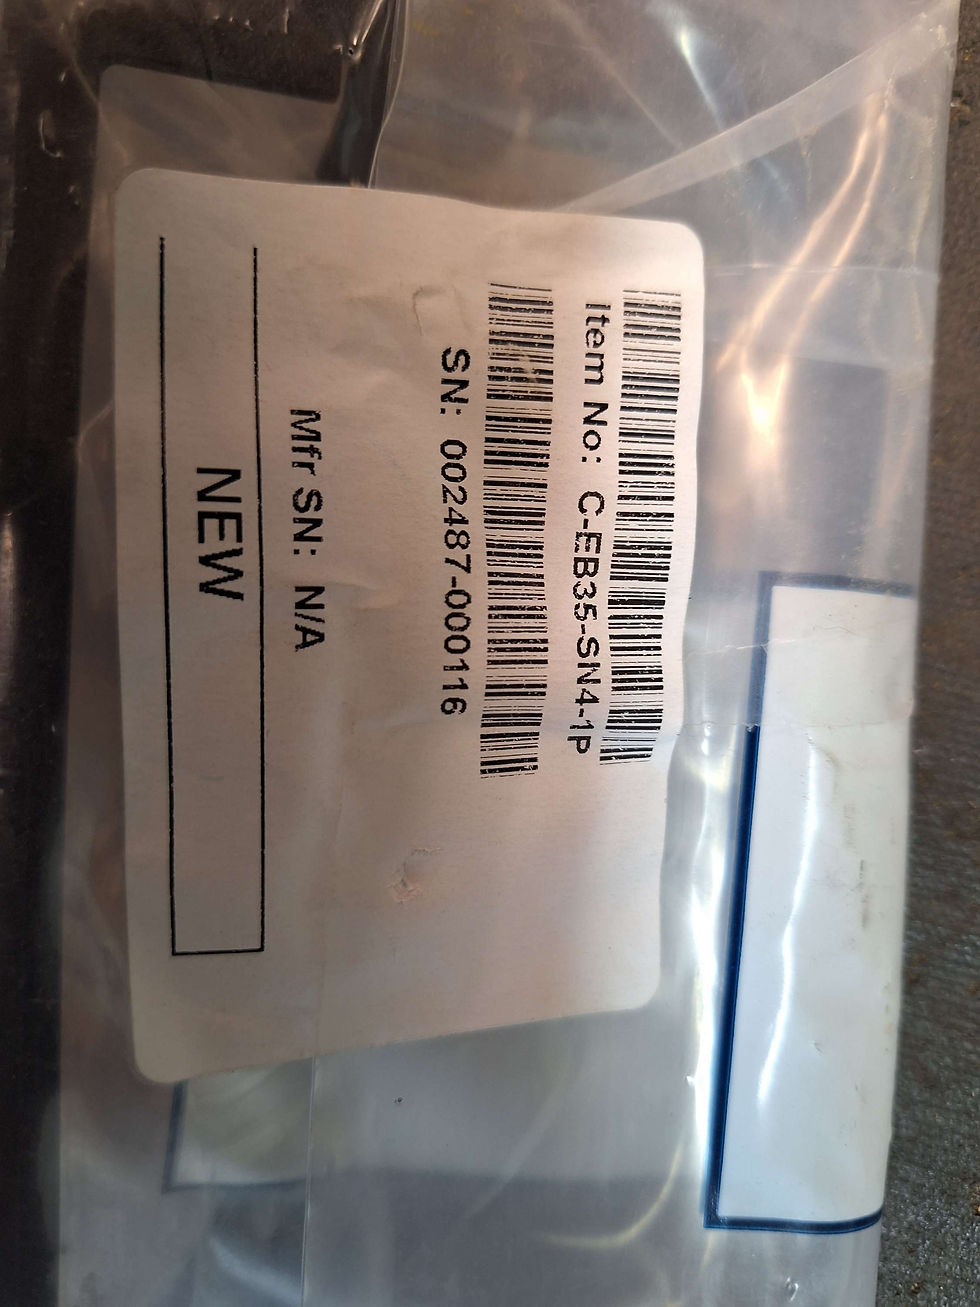 Item No: C-EB35-SN4-1P
SN: 002487-000116
Mfr SN: N/A
NEW